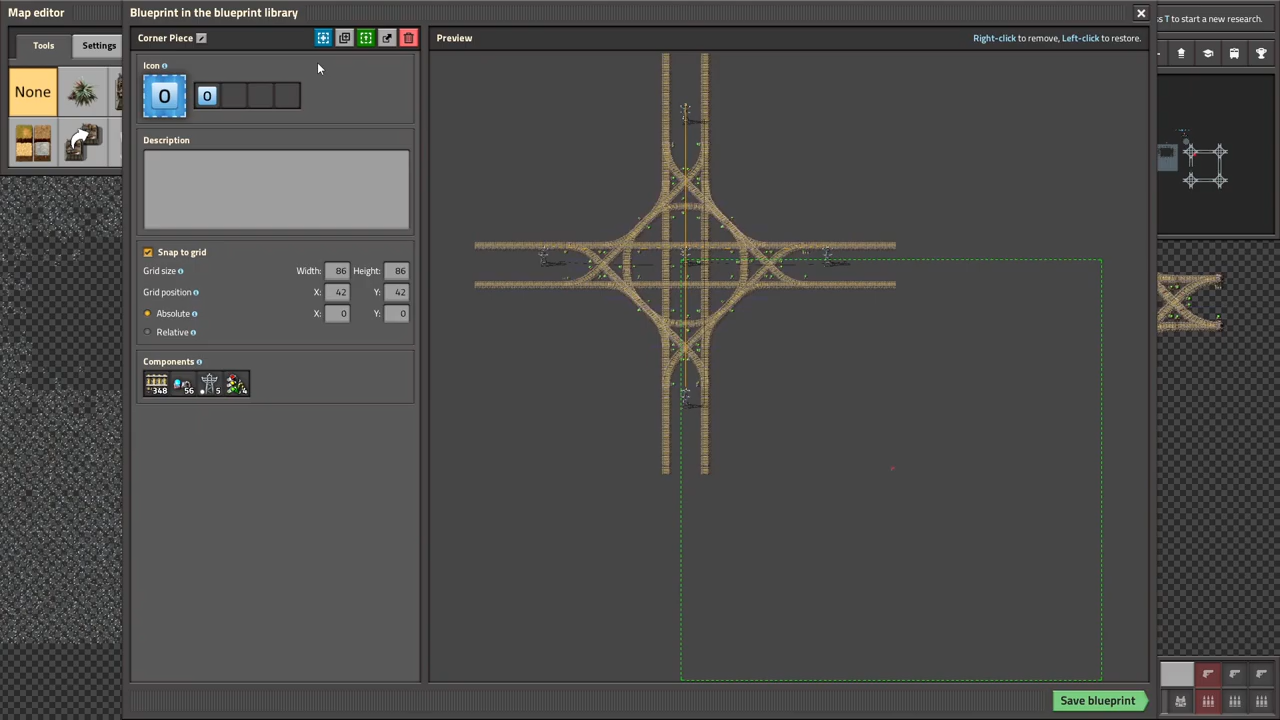 Map editor
Blueprint in the blueprint library
s T to start a new research.
Tools
Settings
Corner Piece
Preview
Right-click to remove, Left-click to restore.
Icon
None
0
0
Description
Snap to grid
Grid size
Width: 86 Height: 86
Grid position
X: 42 Y: 42
Absolute
X: 0 Y: 0
Relative
Components
348 56 5 4
Save blueprint